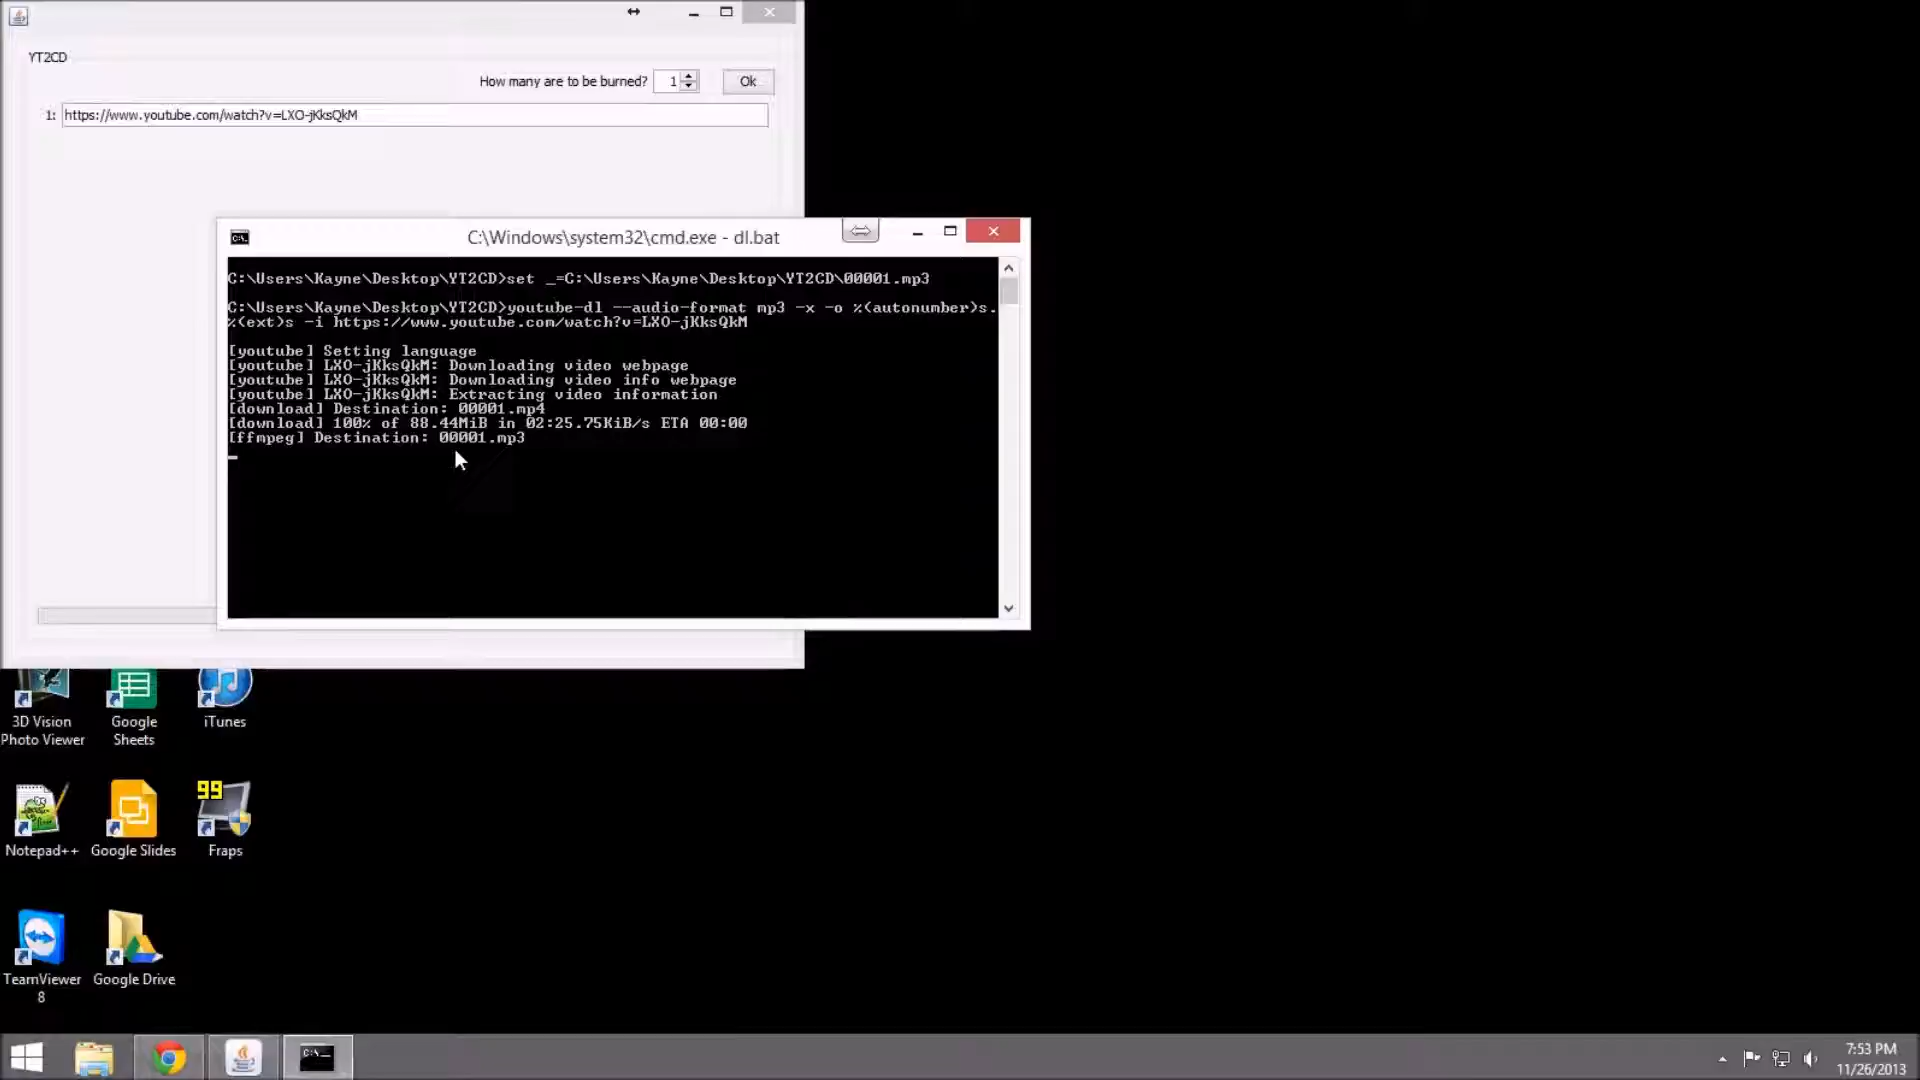 YT2CD
How many are to be burned? 1 Ok
1: https://www.youtube.com/watch?v=LXO-jKksQkM
C:\Windows\system32\cmd.exe - dl.bat
C:\Users\Kayne\Desktop\YT2CD>set _=C:\Users\Kayne\Desktop\YT2CD\00001.mp3
C:\Users\Kayne\Desktop\YT2CD>youtube-dl --audio-format mp3 -x -o %(autonumber)s.
%(ext)s -i https://www.youtube.com/watch?v=LXO-jKksQkM
[youtube] Setting language
[youtube] LXO-jKksQkM: Downloading video webpage
[youtube] LXO-jKksQkM: Downloading video info webpage
[youtube] LXO-jKksQkM: Extracting video information
[download] Destination: 00001.mp4
[download] 100% of 88.44MiB in 02:25.75KiB/s ETA 00:00
[ffmpeg] Destination: 00001.mp3
3D Vision
Photo Viewer
Google
Sheets
iTunes
99
Notepad++
Google Slides
Fraps
TeamViewer
8
Google Drive
7:53 PM
11/26/2013